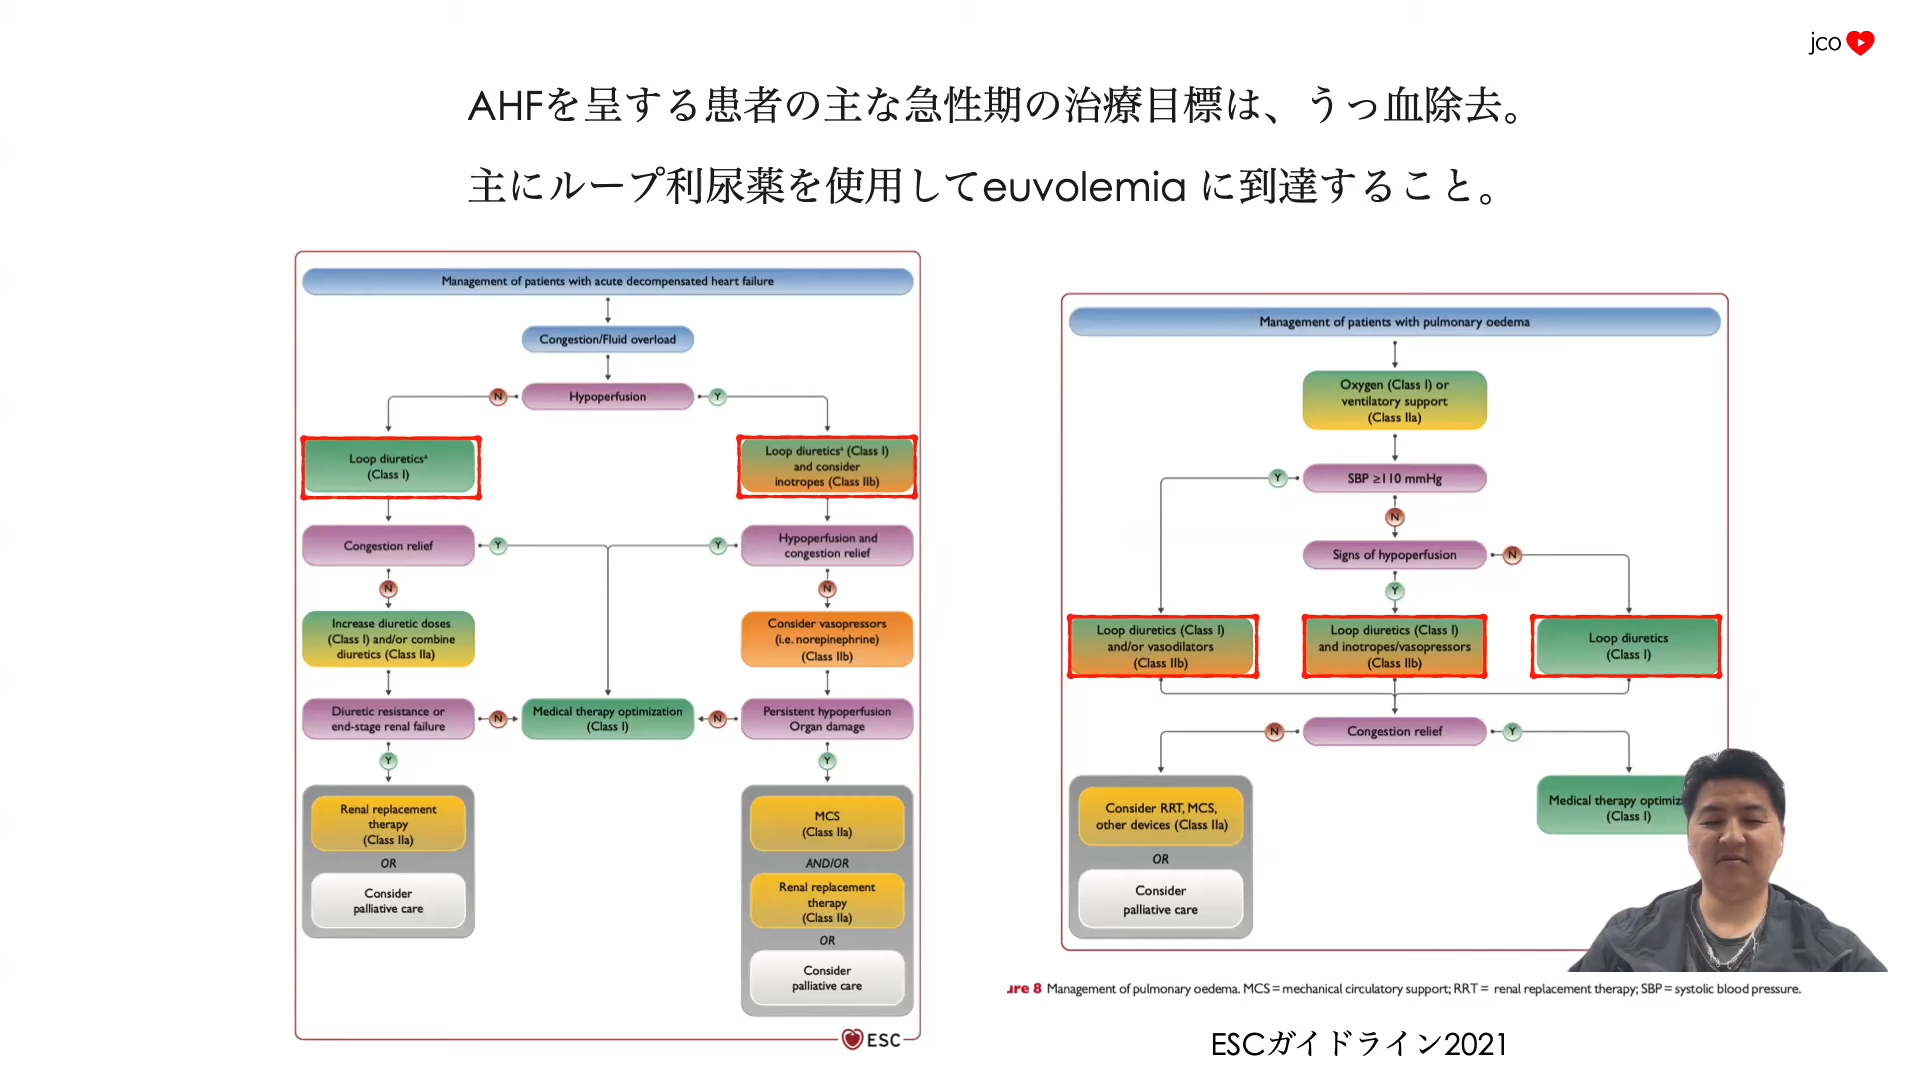 jco
AHFを呈する患者の主な急性期の治療目標は、うっ血除去。
主にループ利尿薬を使用してeuvolemia に到達すること。
Management of patients with acute decompensated heart failure
Congestion/Fluid overload
Hypoperfusion
N
Y
Loop diureticsᵃ
(Class I)
Loop diureticsᵃ (Class I)
and consider
inotropes (Class IIb)
Congestion relief
Y
Y
Hypoperfusion and
congestion relief
N
N
Increase diuretic doses
(Class I) and/or combine
diuretics (Class IIa)
Consider vasopressors
(i.e. norepinephrine)
(Class IIb)
Diuretic resistance or
end-stage renal failure
N
Medical therapy optimization
(Class I)
N
Persistent hypoperfusion
Organ damage
Y
Y
Renal replacement
therapy
(Class IIa)
OR
Consider
palliative care
MCS
(Class IIa)
AND/OR
Renal replacement
therapy
(Class IIa)
OR
Consider
palliative care
ESC
Management of patients with pulmonary oedema
Oxygen (Class I) or
ventilatory support
(Class IIa)
Y
SBP ≥110 mmHg
N
Signs of hypoperfusion
N
Y
Loop diuretics (Class I)
and/or vasodilators
(Class IIb)
Loop diuretics (Class I)
and inotropes/vasopressors
(Class IIb)
Loop diuretics
(Class I)
N
Congestion relief
Y
Consider RRT, MCS,
other devices (Class IIa)
OR
Consider
palliative care
Medical therapy optimiz
(Class I)
ure 8 Management of pulmonary oedema. MCS = mechanical circulatory support; RRT = renal replacement therapy; SBP = systolic blood pressure.
ESCガイドライン2021